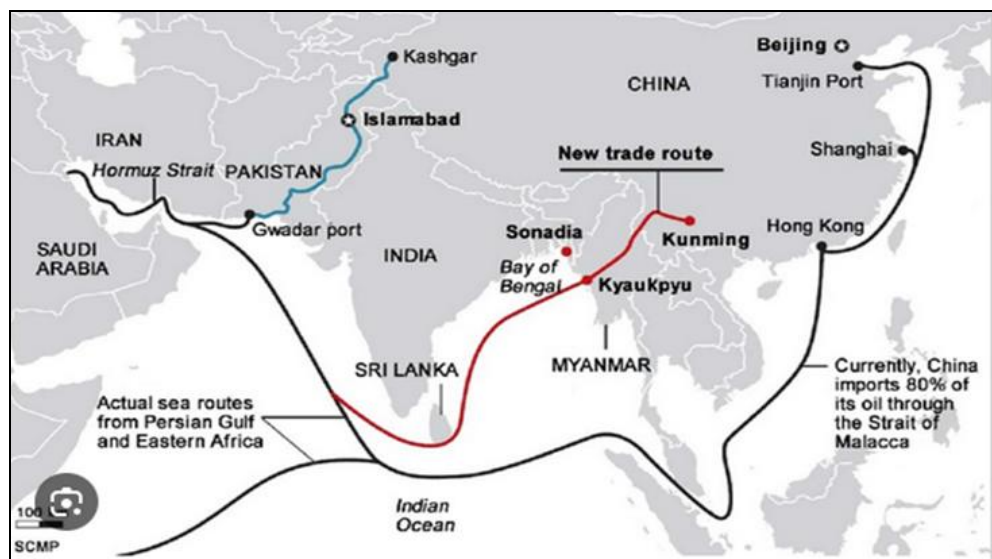 Kashgar
Beijing
Tianjin Port
CHINA
Islamabad
IRAN
Hormuz Strait
PAKISTAN
New trade route
Shanghai
Gwadar port
Sonadia
Kunming
Hong Kong
SAUDI
ARABIA
INDIA
Bay of
Bengal
Kyaukpyu
SRI LANKA
MYANMAR
Currently, China
imports 80% of
its oil through
the Strait of
Malacca
Actual sea routes
from Persian Gulf
and Eastern Africa
Indian
Ocean
100
SCMP